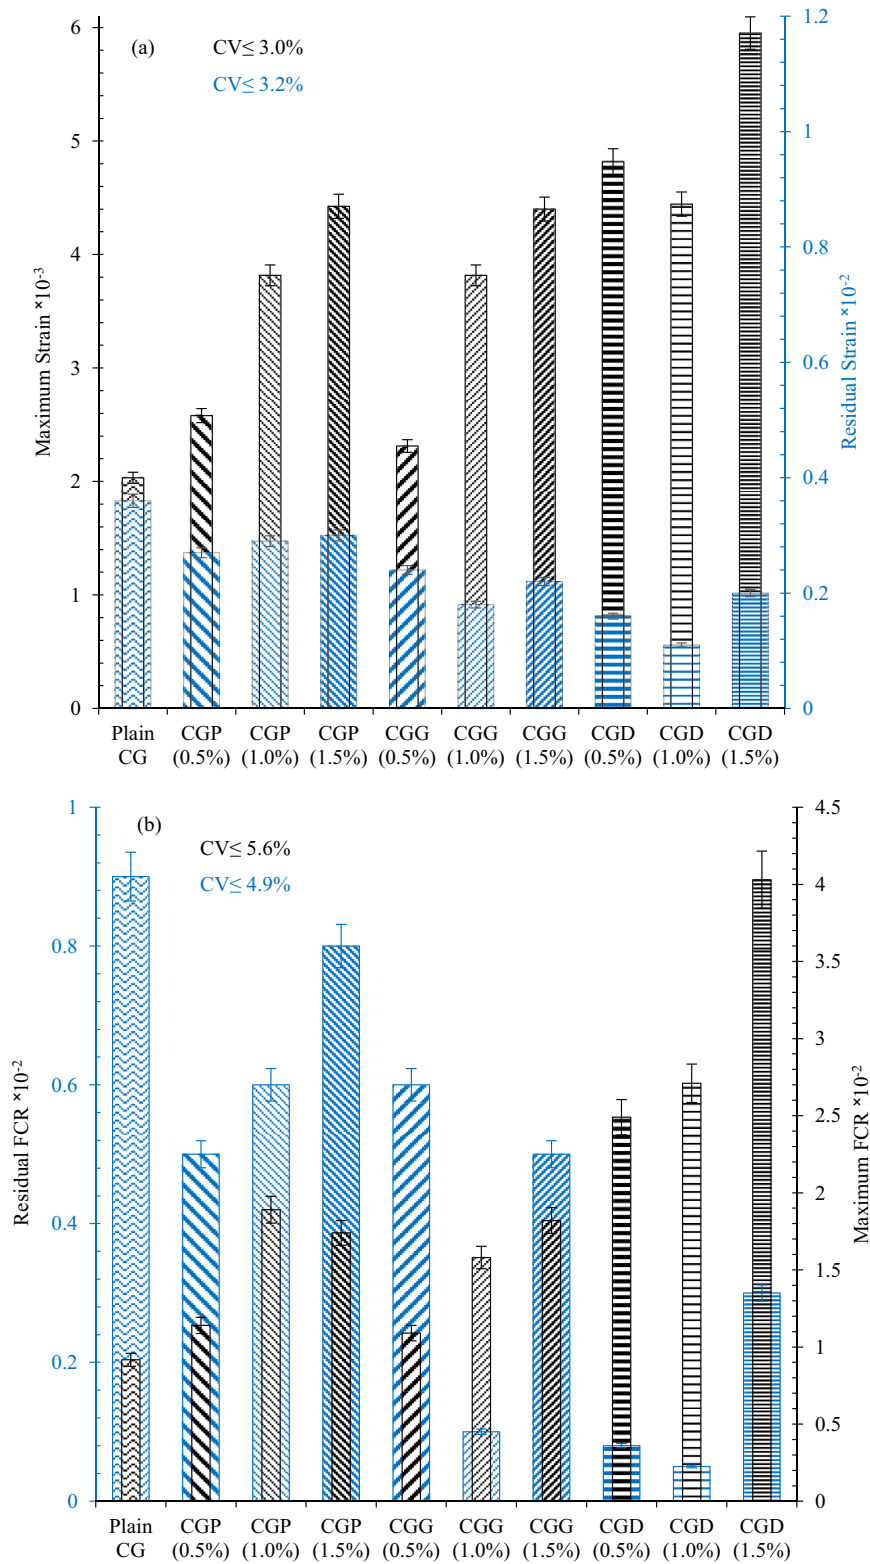 (a)
CV≤ 3.0%
CV≤ 3.2%
Maximum Strain *10⁻³
6
5
4
3
2
1
0
Residual Strain *10⁻²
1.2
1
0.8
0.6
0.4
0.2
0
Plain CG
CGP (0.5%)
CGP (1.0%)
CGP (1.5%)
CGG (0.5%)
CGG (1.0%)
CGG (1.5%)
CGD (0.5%)
CGD (1.0%)
CGD (1.5%)
(b)
CV≤ 5.6%
CV≤ 4.9%
Residual FCR *10⁻²
1
0.8
0.6
0.4
0.2
0
Maximum FCR *10⁻²
4.5
4
3.5
3
2.5
2
1.5
1
0.5
0
Plain CG
CGP (0.5%)
CGP (1.0%)
CGP (1.5%)
CGG (0.5%)
CGG (1.0%)
CGG (1.5%)
CGD (0.5%)
CGD (1.0%)
CGD (1.5%)